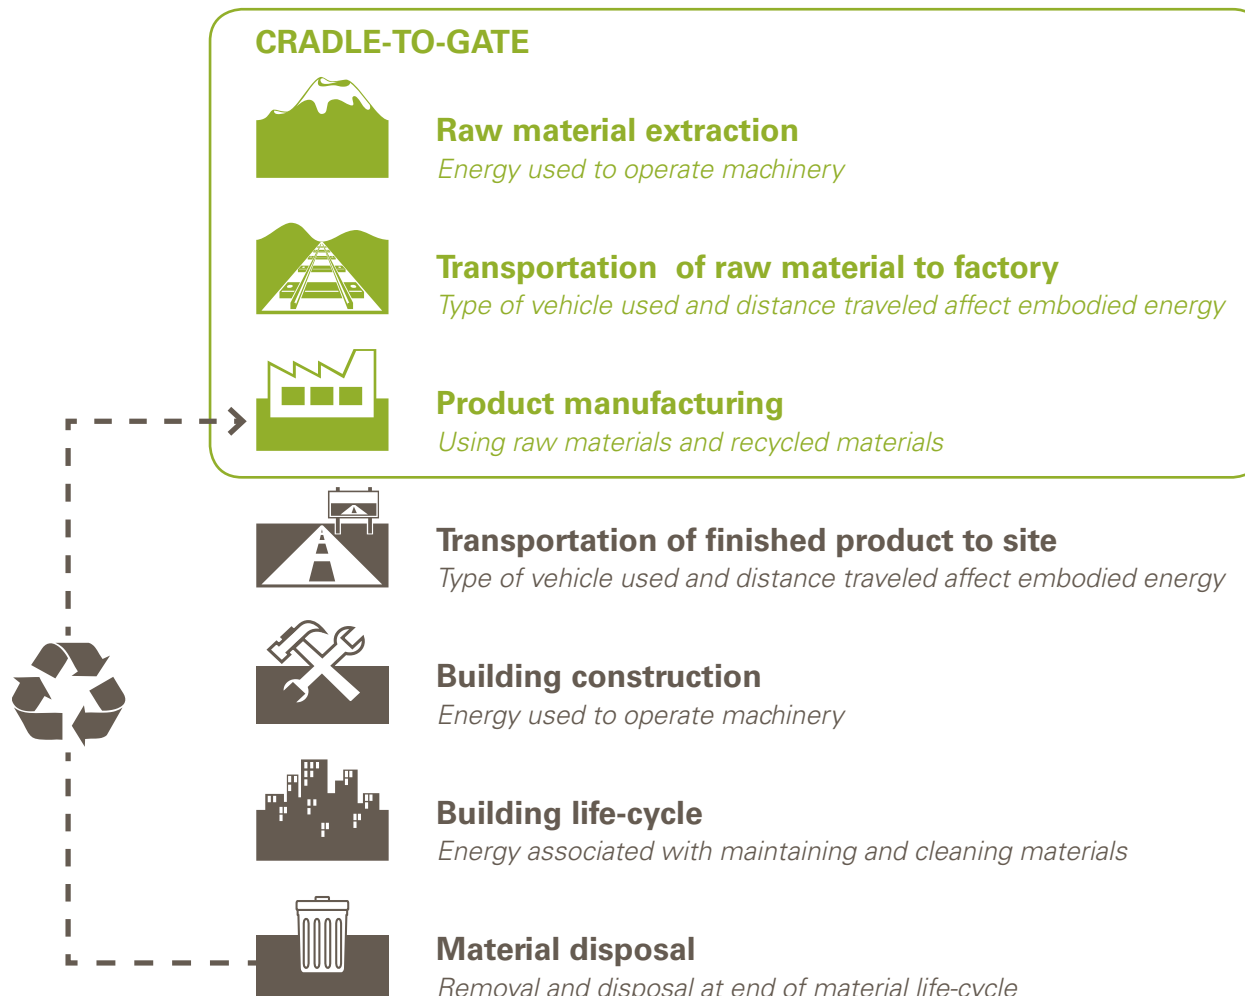 CRADLE-TO-GATE
Raw material extraction
Energy used to operate machinery
Transportation  of raw material to factory
Type of vehicle used and distance traveled affect embodied energy
Product manufacturing
Using raw materials and recycled materials
Transportation of finished product to site
Type of vehicle used and distance traveled affect embodied energy
Building construction
Energy used to operate machinery
Building life-cycle
Energy associated with maintaining and cleaning materials
Material disposal
Removal and disposal at end of material life-cycle